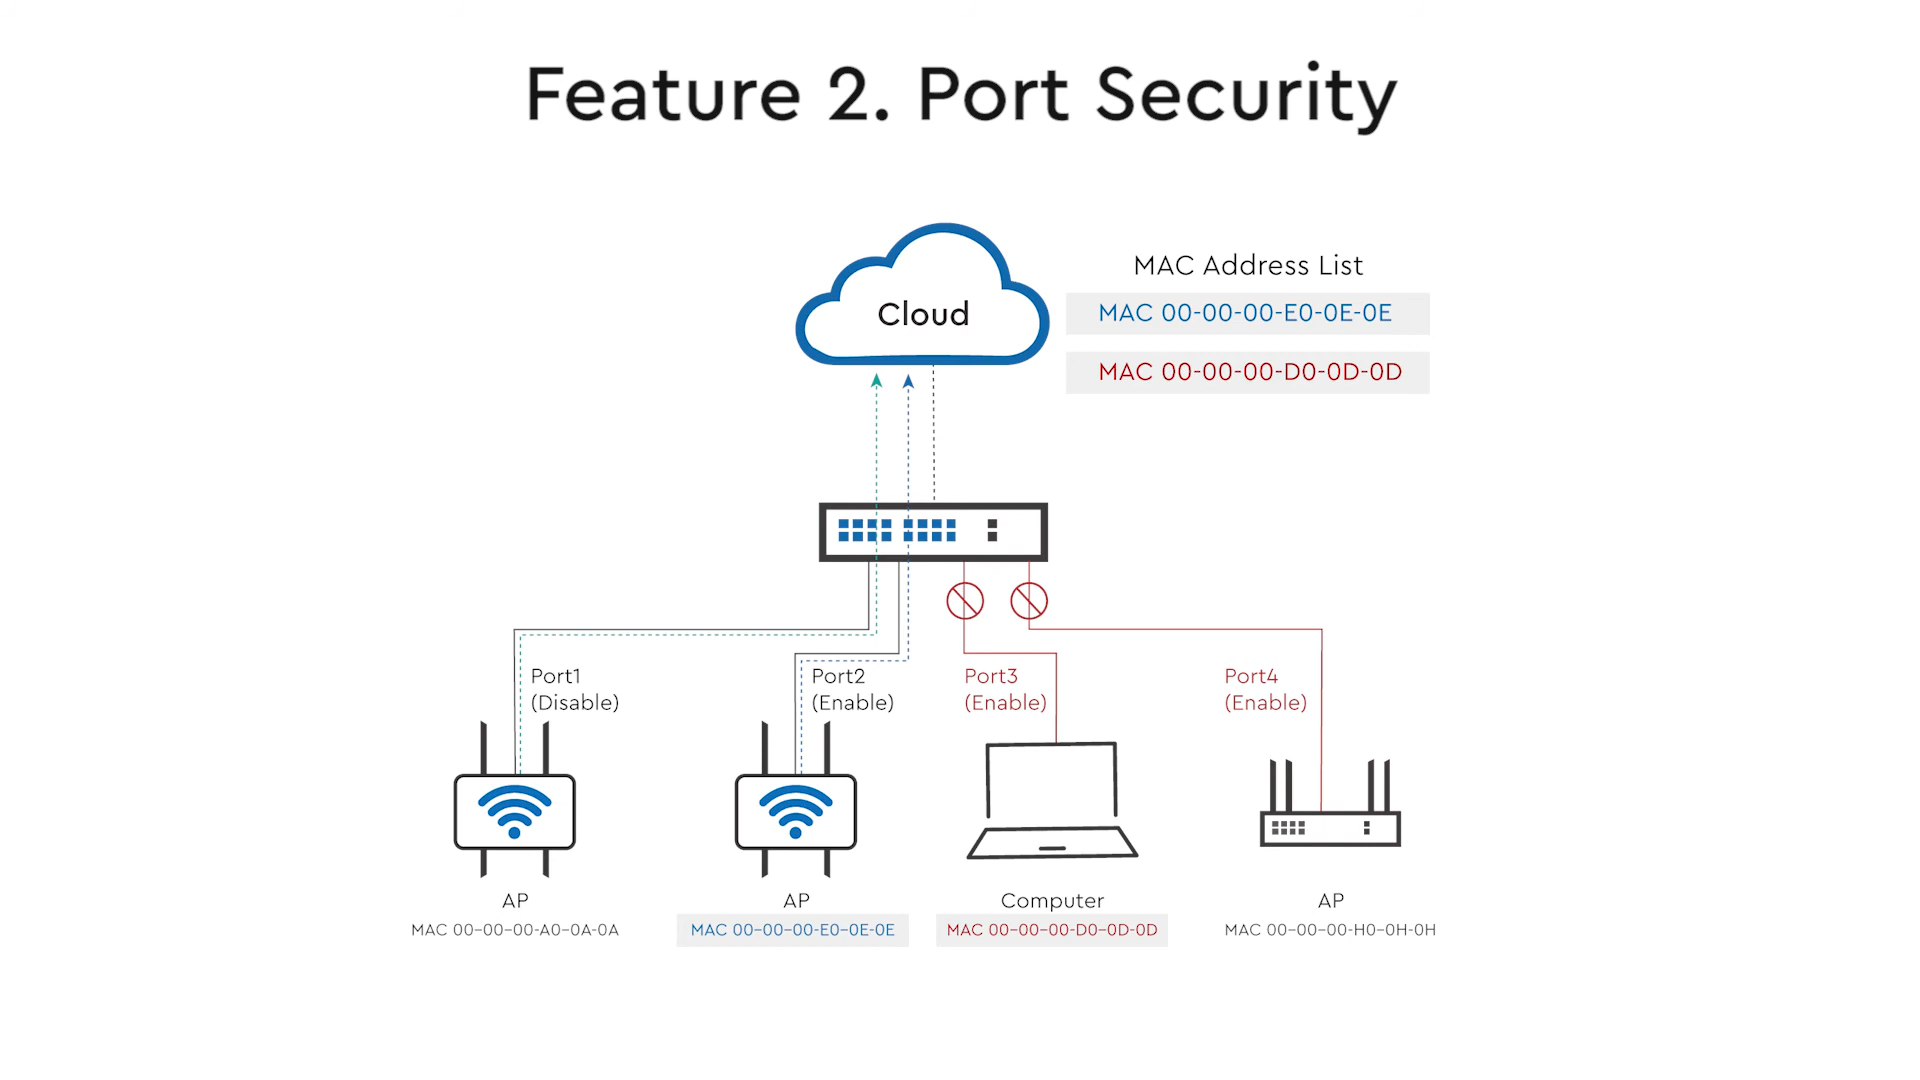 Feature 2. Port Security
Cloud
MAC Address List
MAC 00-00-00-E0-0E-0E
MAC 00-00-00-D0-0D-0D
Port1
(Disable)
Port2
(Enable)
Port3
(Enable)
Port4
(Enable)
AP
MAC 00-00-00-A0-0A-0A
AP
MAC 00-00-00-E0-0E-0E
Computer
MAC 00-00-00-D0-0D-0D
AP
MAC 00-00-00-H0-0H-0H